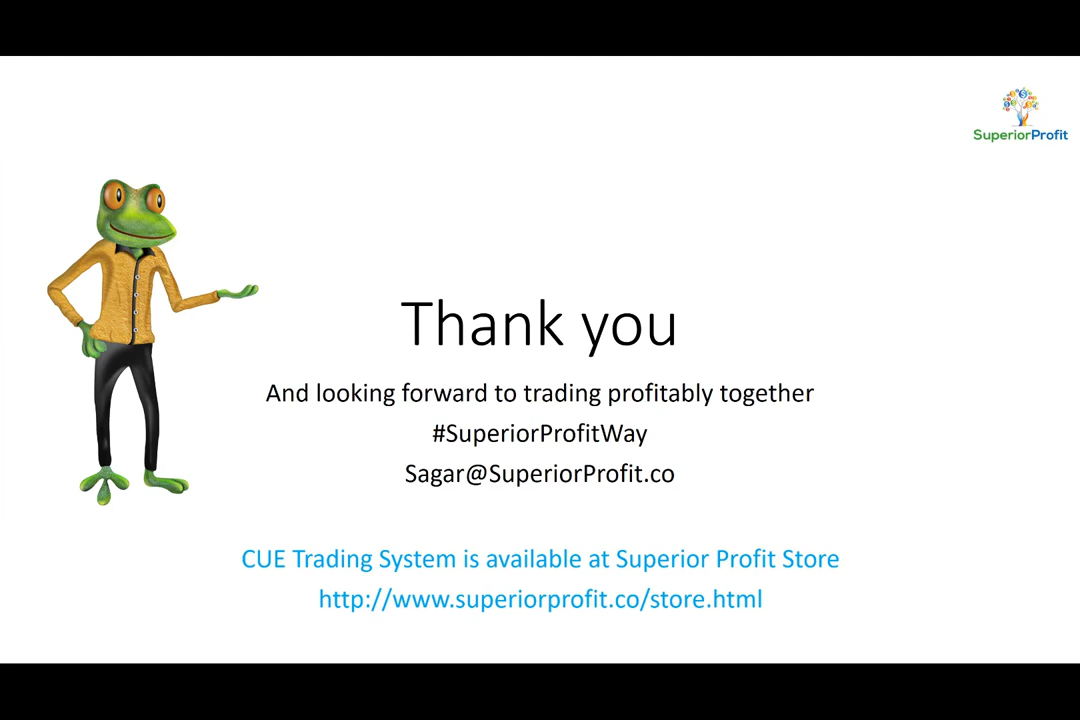 SuperiorProfit
Thank you
And looking forward to trading profitably together
#SuperiorProfitWay
Sagar@SuperiorProfit.co
CUE Trading System is available at Superior Profit Store
http://www.superiorprofit.co/store.html